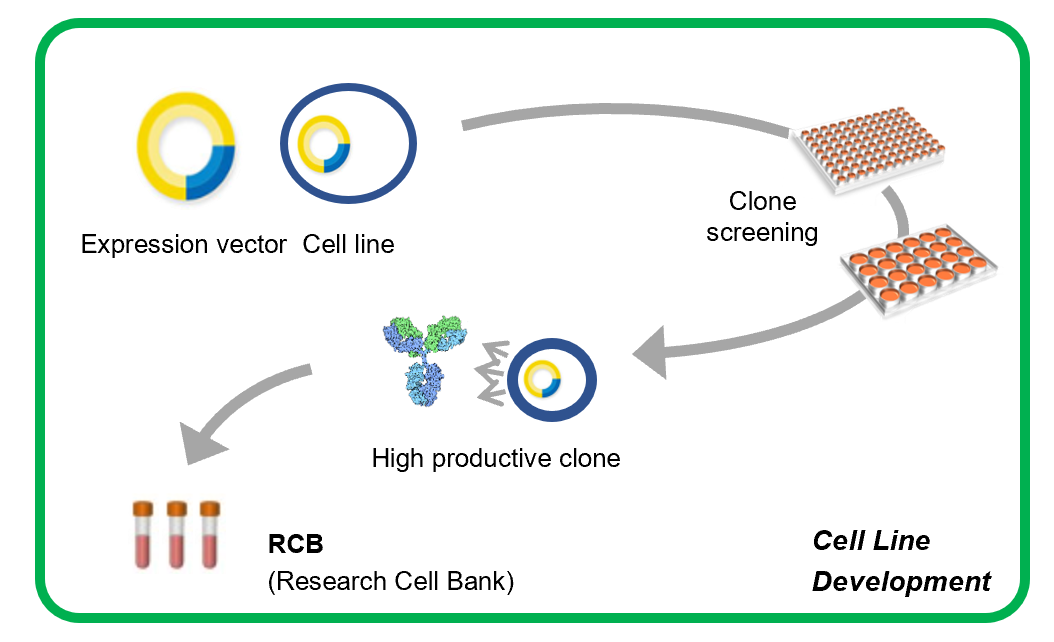 Expression vector
Cell line
Clone
screening
High productive clone
RCB
(Research Cell Bank)
Cell Line
Development